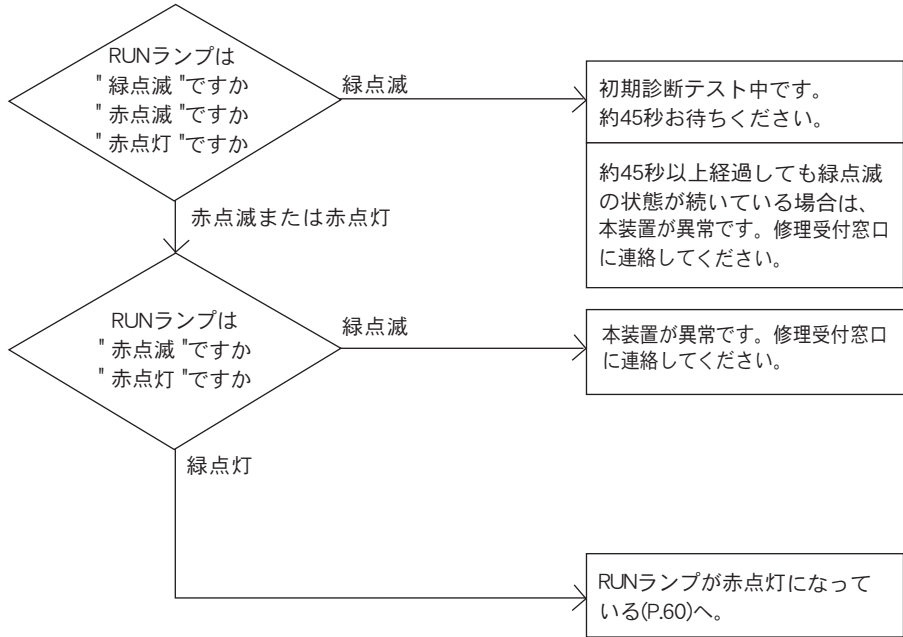 RUNランプは
" 緑点滅 "ですか
" 赤点滅 "ですか
" 赤点灯 "ですか
緑点滅
初期診断テスト中です。
約45秒お待ちください。
約45秒以上経過しても緑点滅
の状態が続いている場合は、
本装置が異常です。修理受付窓口
に連絡してください。
赤点滅または赤点灯
RUNランプは
" 赤点滅 "ですか
" 赤点灯 "ですか
緑点滅
本装置が異常です。修理受付窓口
に連絡してください。
緑点灯
RUNランプが赤点灯になって
いる(P.60)へ。